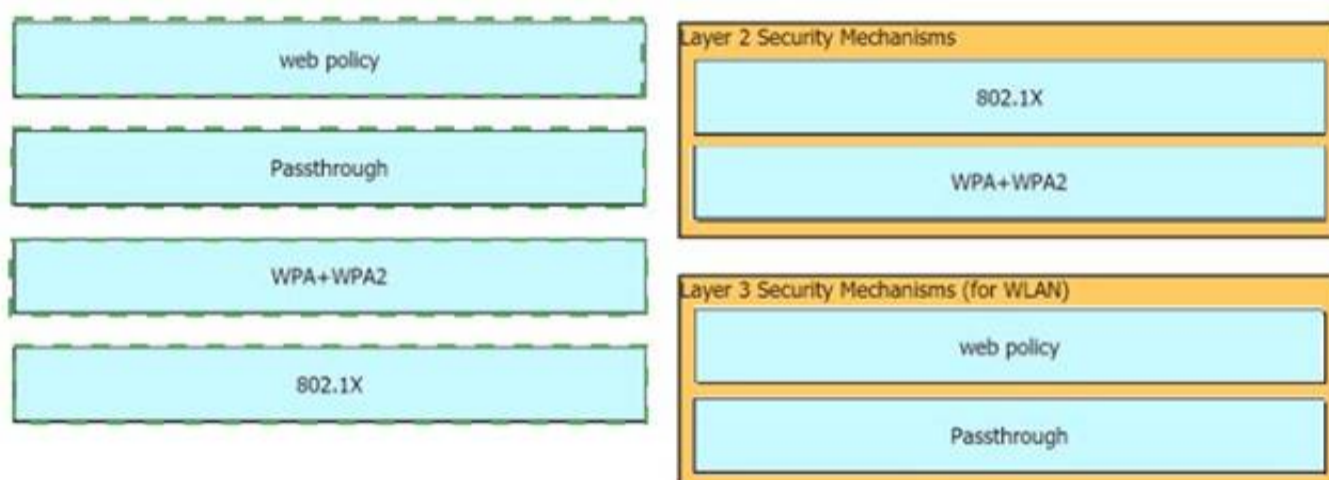 web policy
Passthrough
WPA+WPA2
802.1X
Layer 2 Security Mechanisms
802.1X
WPA+WPA2
Layer 3 Security Mechanisms (for WLAN)
web policy
Passthrough